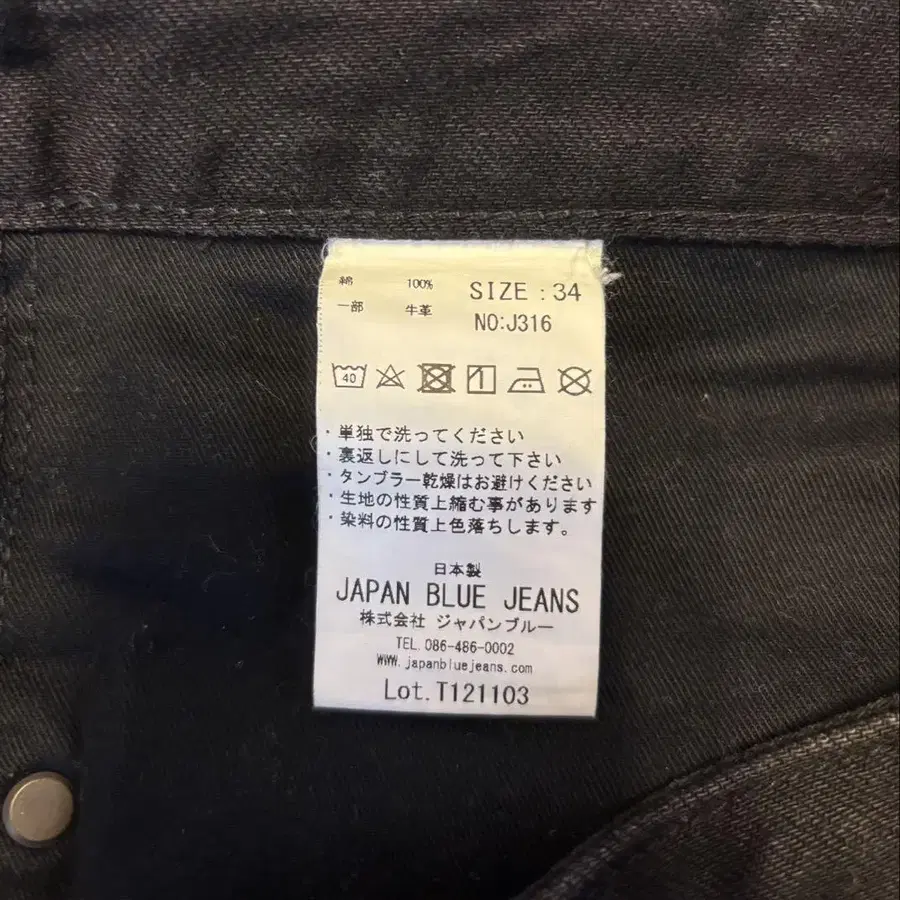 綿 100%
一部 牛革
SIZE : 34
NO:J316
40
・単独で洗ってください
・裏返しにして洗って下さい
・タンブラー乾燥はお避けください
・生地の性質上縮む事があります
・染料の性質上色落ちします。
日本製
JAPAN BLUE JEANS
株式会社 ジャパンブルー
TEL.086-486-0002
WWW.japanbluejeans.com
Lot.T121103